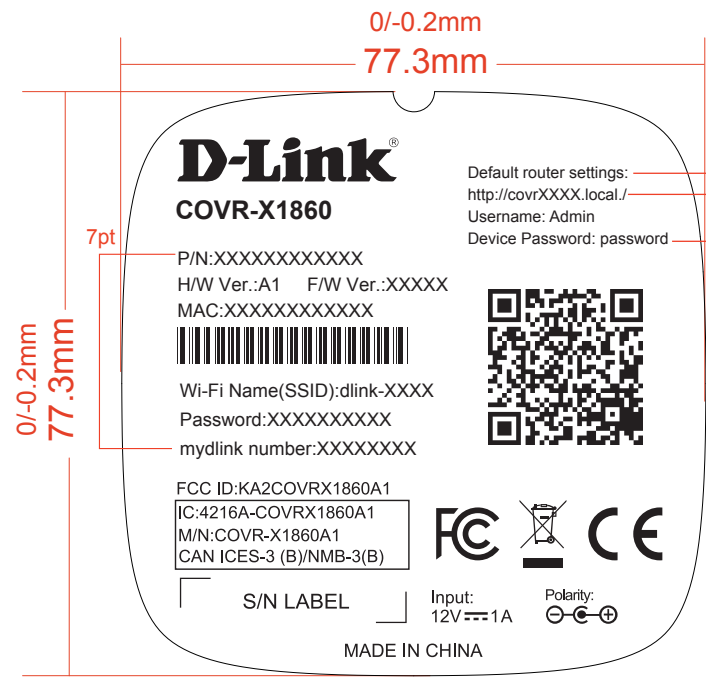 0/-0.2mm
77.3mm
0/-0.2mm
77.3mm
7pt
D-Link®
COVR-X1860
Default router settings:
http://covrXXXX.local./
Username: Admin
Device Password: password
P/N:XXXXXXXXXXXX
H/W Ver.:A1 F/W Ver.:XXXXX
MAC:XXXXXXXXXXXX
Wi-Fi Name(SSID):dlink-XXXX
Password:XXXXXXXXXX
mydlink number:XXXXXXXX
FCC ID:KA2COVRX1860A1
IC:4216A-COVRX1860A1
M/N:COVR-X1860A1
CAN ICES-3 (B)/NMB-3(B)
FC CE
S/N LABEL
Input:
12V 1A
Polarity:
MADE IN CHINA